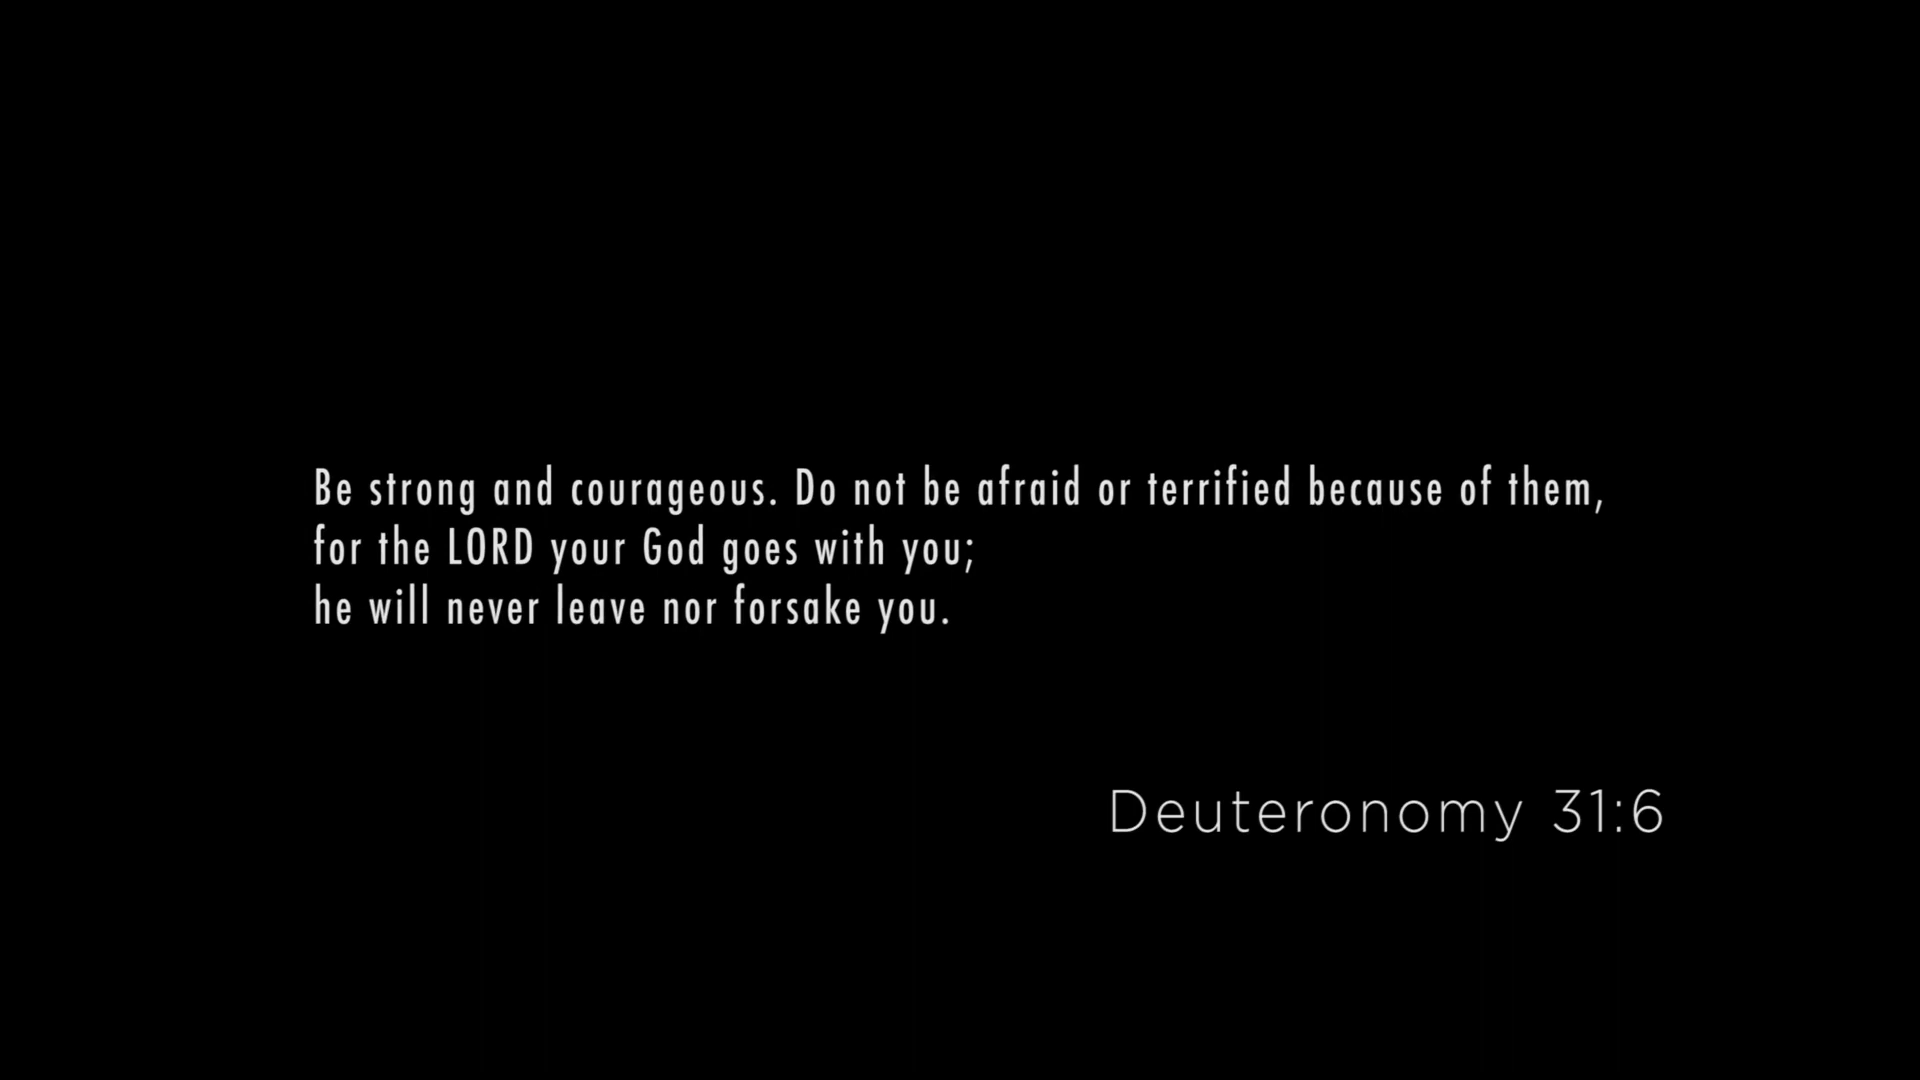 Be strong and courageous. Do not be afraid or terrified because of them,
for the LORD your God goes with you;
he will never leave nor forsake you.
Deuteronomy 31:6